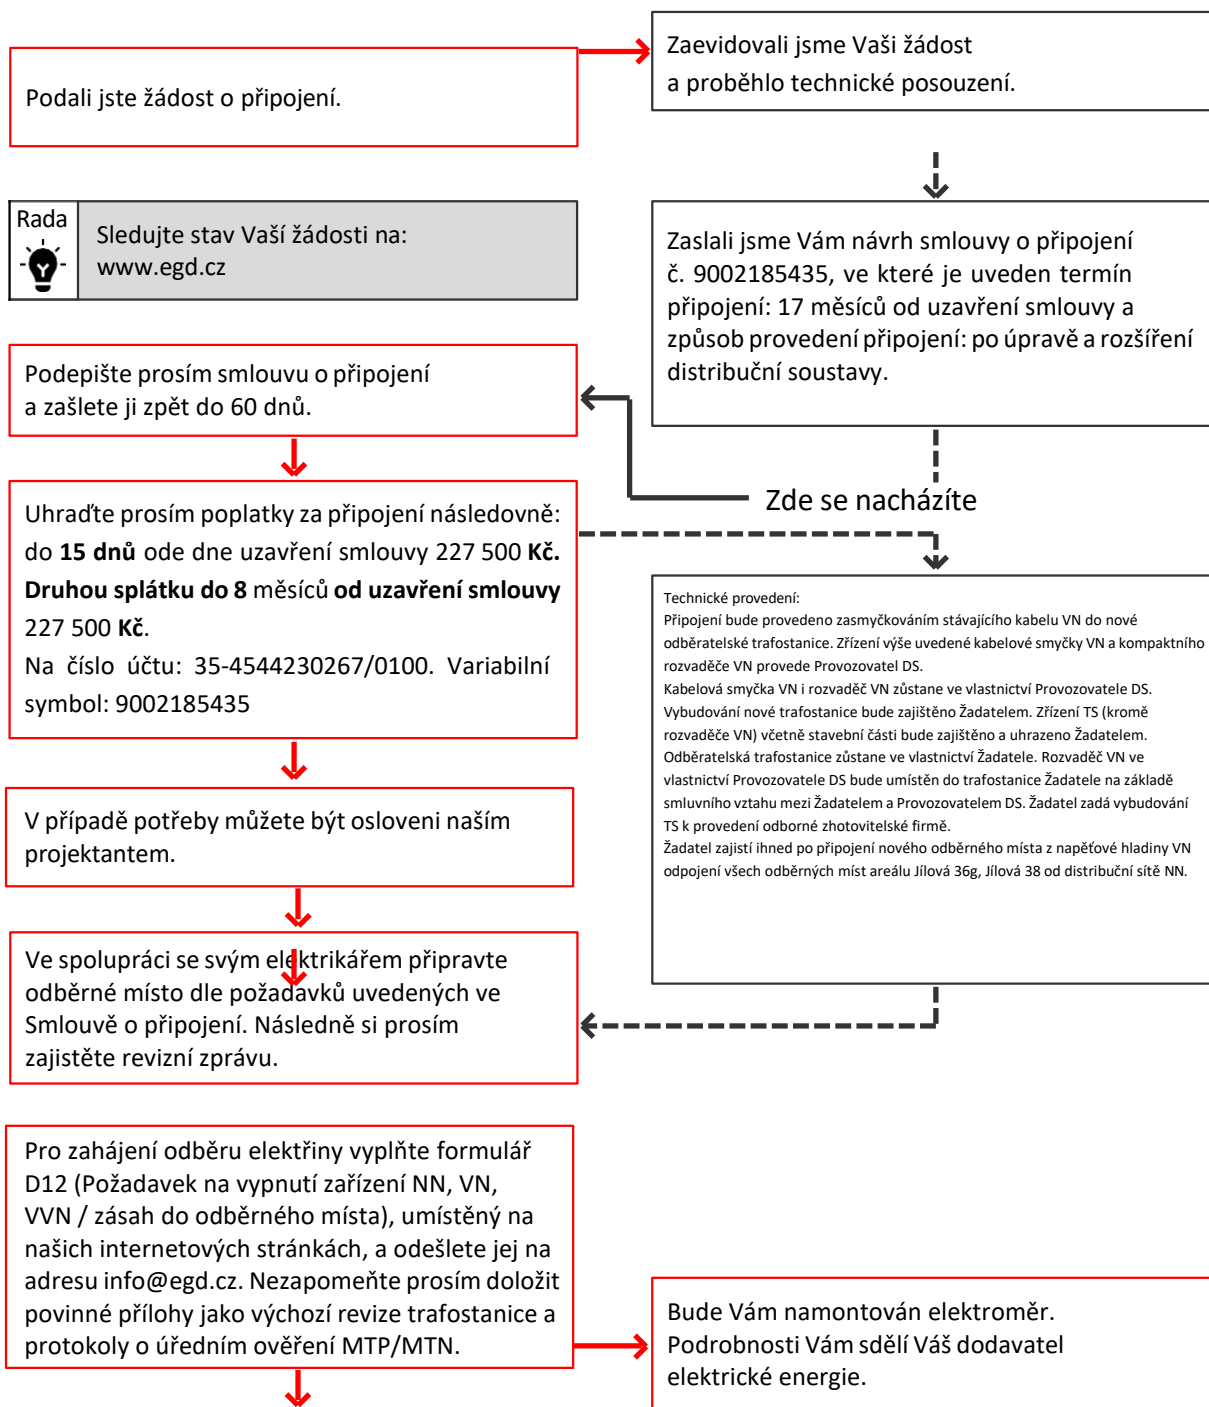 Podali jste žádost o připojení.
Zaevidovali jsme Vaši žádost
a proběhlo technické posouzení.
Rada
Sledujte stav Vaší žádosti na:
www.egd.cz
Zaslali jsme Vám návrh smlouvy o připojení
č. 9002185435, ve které je uveden termín
připojení: 17 měsíců od uzavření smlouvy a
způsob provedení připojení: po úpravě a rozšíření
distribuční soustavy.
Podepište prosím smlouvu o připojení
a zašlete ji zpět do 60 dnů.
Zde se nacházíte
Uhraďte prosím poplatky za připojení následovně:
do 15 dnů ode dne uzavření smlouvy 227 500 Kč.
Druhou splátku do 8 měsíců od uzavření smlouvy
227 500 Kč.
Na číslo účtu: 35-4544230267/0100. Variabilní
symbol: 9002185435
Technické provedení:
Připojení bude provedeno zasmyčkováním stávajícího kabelu VN do nové
odběratelské trafostanice. Zřízení výše uvedené kabelové smyčky VN a kompaktního
rozvaděče VN provede Provozovatel DS.
Kabelová smyčka VN i rozvaděč VN zůstane ve vlastnictví Provozovatele DS.
Vybudování nové trafostanice bude zajištěno Žadatelem. Zřízení TS (kromě
rozvaděče VN) včetně stavební části bude zajištěno a uhrazeno Žadatelem.
Odběratelská trafostanice zůstane ve vlastnictví Žadatele. Rozvaděč VN ve
vlastnictví Provozovatele DS bude umístěn do trafostanice Žadatele na základě
smluvního vztahu mezi Žadatelem a Provozovatelem DS. Žadatel zadá vybudování
TS k provedení odborné zhotovitelské firmě.
Žadatel zajistí ihned po připojení nového odběrného místa z napěťové hladiny VN
odpojení všech odběrných míst areálu Jílová 36g, Jílová 38 od distribuční sítě NN.
V případě potřeby můžete být osloveni naším
projektantem.
Ve spolupráci se svým elektrikářem připravte
odběrné místo dle požadavků uvedených ve
Smlouvě o připojení. Následně si prosím
zajistěte revizní zprávu.
Pro zahájení odběru elektřiny vyplňte formulář
D12 (Požadavek na vypnutí zařízení NN, VN,
VVN / zásah do odběrného místa), umístěný na
našich internetových stránkách, a odešlete jej na
adresu info@egd.cz. Nezapomeňte prosím doložit
povinné přílohy jako výchozí revize trafostanice a
protokoly o úředním ověření MTP/MTN.
Bude Vám namontován elektroměr.
Podrobnosti Vám sdělí Váš dodavatel
elektrické energie.